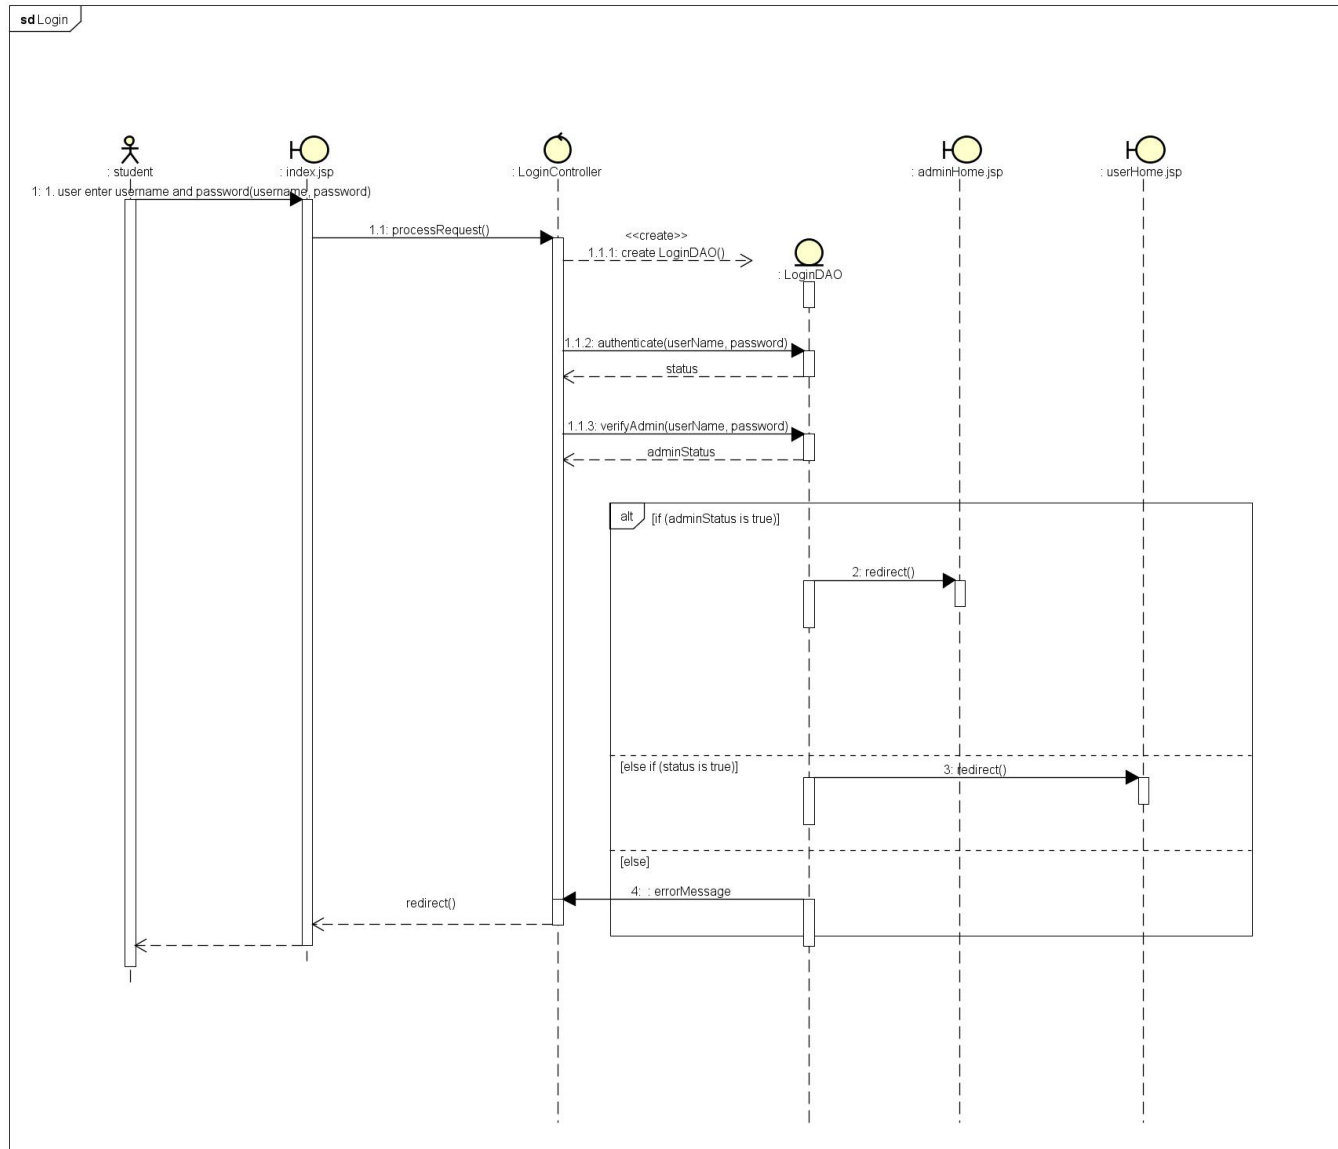 sd Login
: student
: index.jsp
: LoginController
: adminHome.jsp
: userHome.jsp
1: 1. user enter username and password(username, password)
1.1: processRequest()
<<create>>
1.1.1: create LoginDAO()
: LoginDAO
1.1.2: authenticate(userName, password)
status
1.1.3: verifyAdmin(userName, password)
adminStatus
alt
[if (adminStatus is true)]
2: redirect()
[else if (status is true)]
3: redirect()
[else]
4: : errorMessage
redirect()